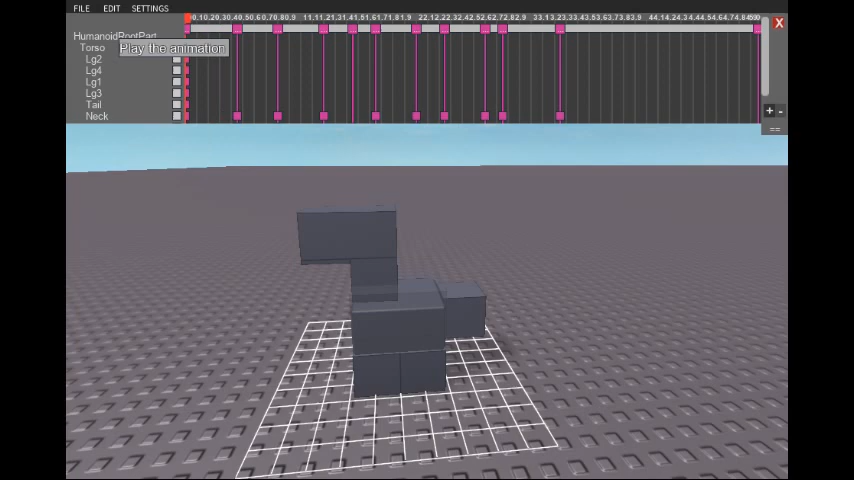 FILE EDIT SETTINGS
HumanoidRootPart
Play the animation
Torso
Lg2
Lg4
Lg1
Lg3
Tail
Neck
X
+ -
==